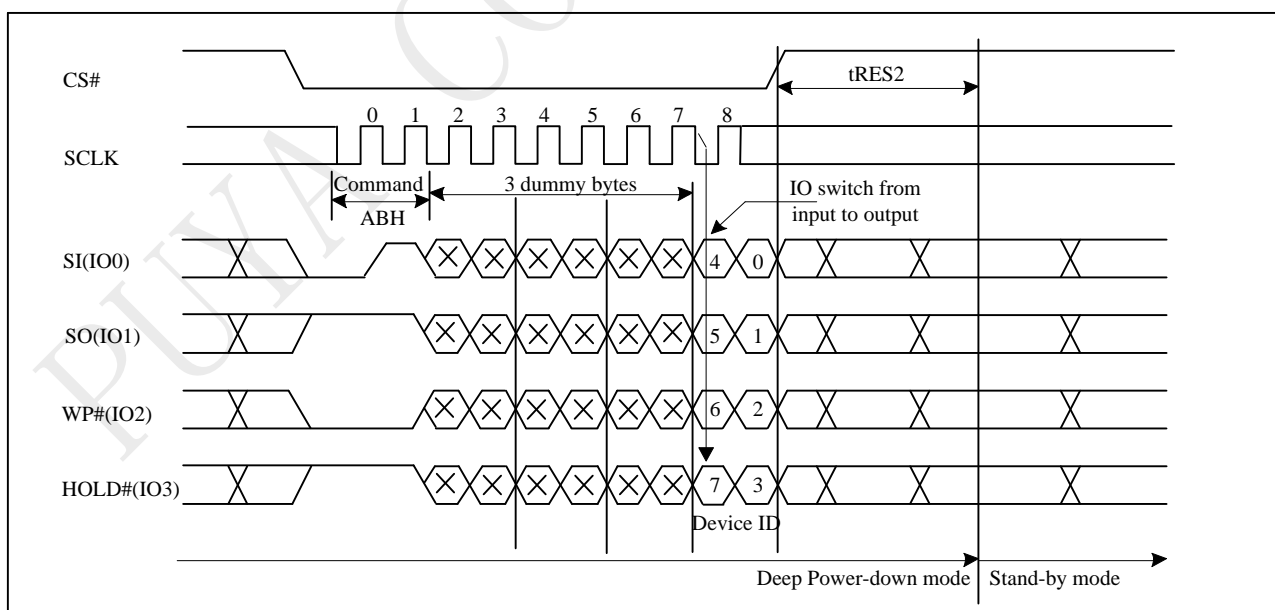 PUYA CO
CS#
tRES2
0 1 2 3 4 5 6 7 8
SCLK
Command
3 dummy bytes
ABH
IO switch from
input to output
SI(IO0)
4 0
SO(IO1)
5 1
WP#(IO2)
6 2
HOLD#(IO3)
7 3
Device ID
Deep Power-down mode
Stand-by mode